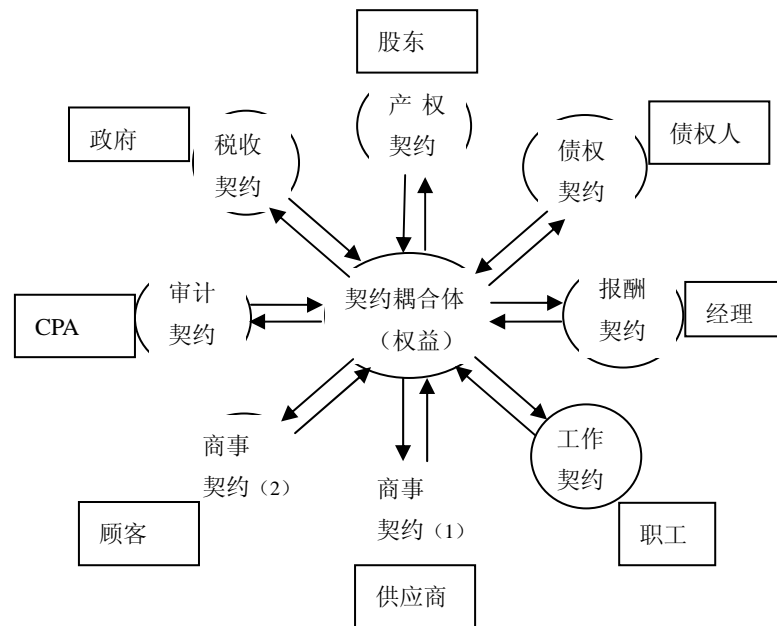 股东
产 权
契约
政府
税收
契约
债权
契约
债权人
CPA
审计
契约
契约耦合体
（权益）
报酬
契约
经理
商事
契约（2）
顾客
商事
契约（1）
供应商
工作
契约
职工